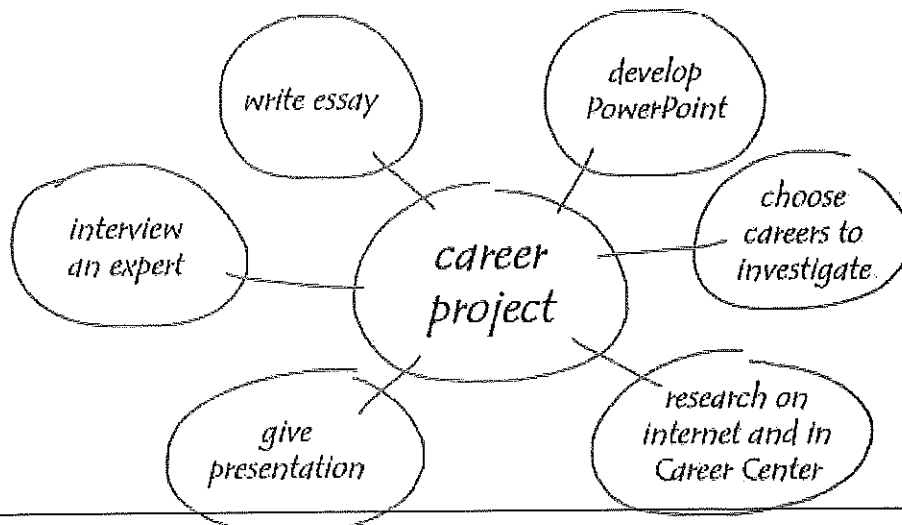 write essay
develop
PowerPoint
interview
an expert
career
project
choose
careers to
investigate
give
presentation
research on
internet and in
Career Center